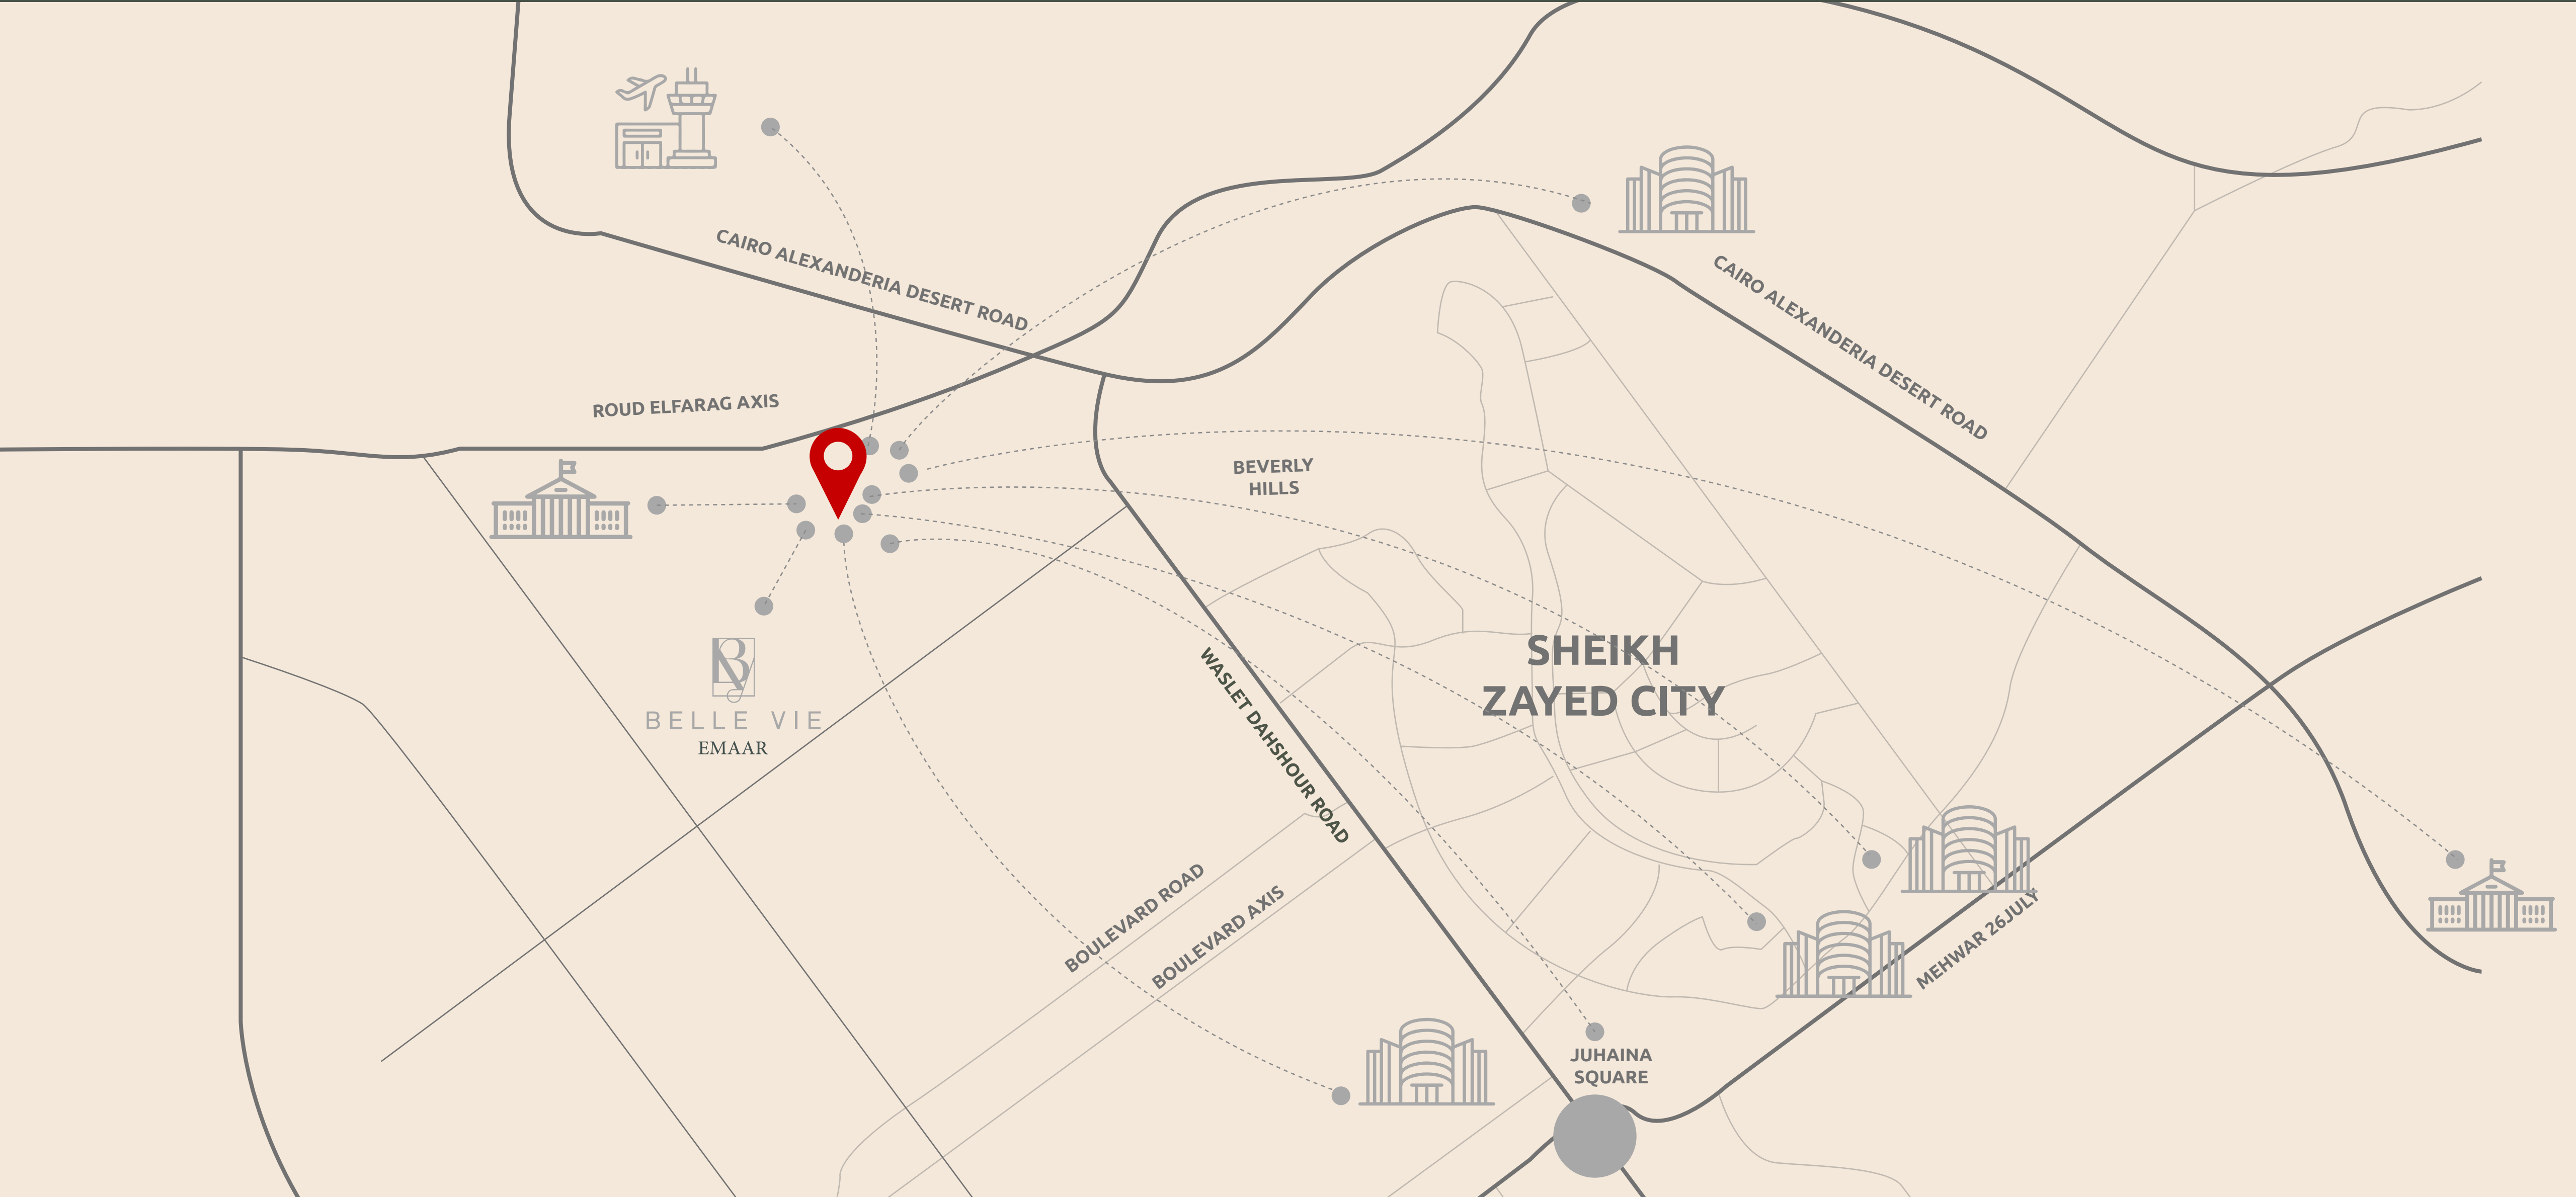 CAIRO ALEXANDERIA DESERT ROAD
CAIRO ALEXANDERIA DESERT ROAD
ROUD ELFARAG AXIS
BEVERLY
HILLS
SHEIKH
ZAYED CITY
BV
BELLE VIE
EMAAR
WASLET DAHSHOUR ROAD
BOULEVARD ROAD
BOULEVARD AXIS
MEHWAR 26JULY
JUHAINA
SQUARE